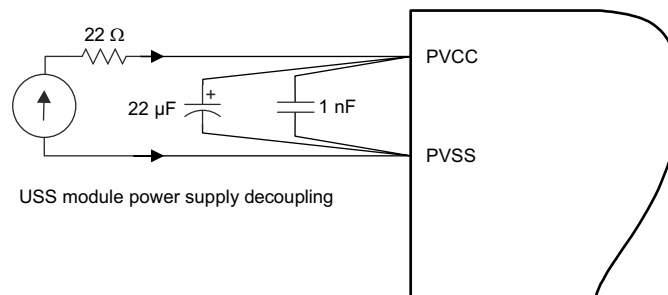 22 Ω
PVCC
+
22 µF
1 nF
PVSS
USS module power supply decoupling